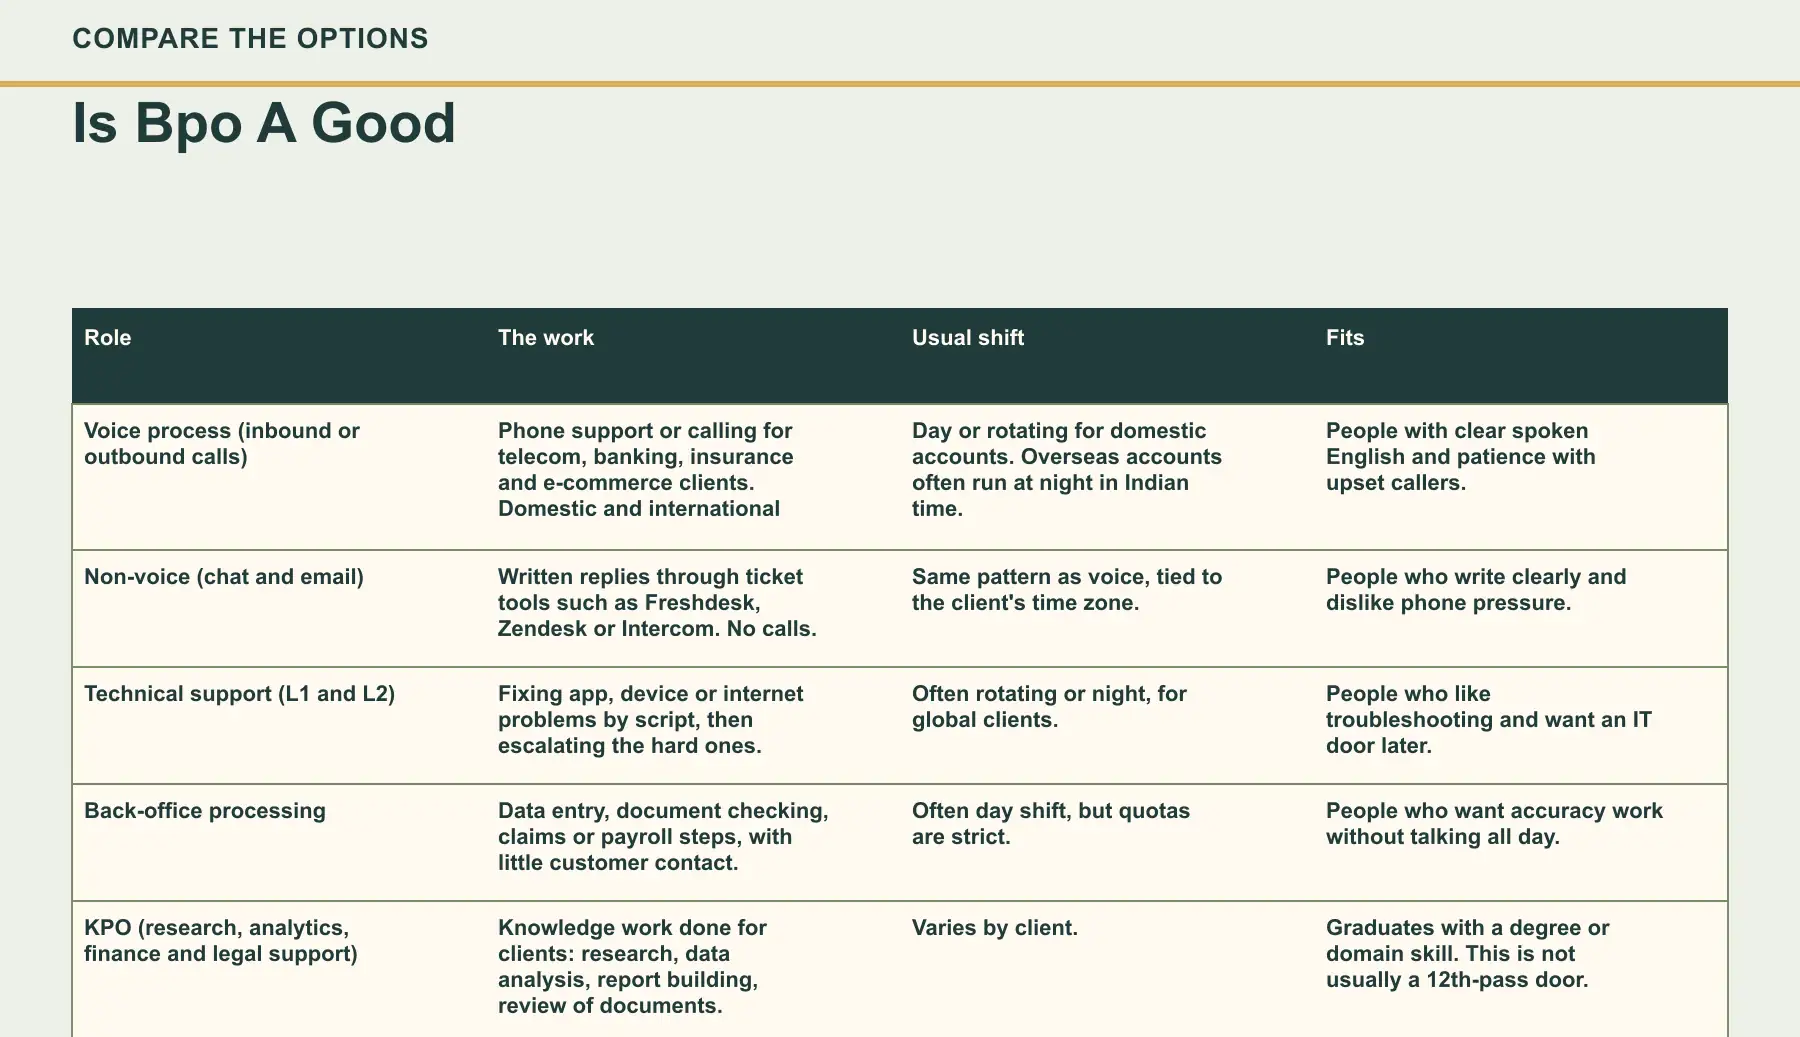 COMPARE THE OPTIONS
Is Bpo A Good
Role
The work
Usual shift
Fits
Voice process (inbound or
outbound calls)
Phone support or calling for
telecom, banking, insurance
and e-commerce clients.
Domestic and international
Day or rotating for domestic
accounts. Overseas accounts
often run at night in Indian
time.
People with clear spoken
English and patience with
upset callers.
Non-voice (chat and email)
Written replies through ticket
tools such as Freshdesk,
Zendesk or Intercom. No calls.
Same pattern as voice, tied to
the client's time zone.
People who write clearly and
dislike phone pressure.
Technical support (L1 and L2)
Fixing app, device or internet
problems by script, then
escalating the hard ones.
Often rotating or night, for
global clients.
People who like
troubleshooting and want an IT
door later.
Back-office processing
Data entry, document checking,
claims or payroll steps, with
little customer contact.
Often day shift, but quotas
are strict.
People who want accuracy work
without talking all day.
KPO (research, analytics,
finance and legal support)
Knowledge work done for
clients: research, data
analysis, report building,
review of documents.
Varies by client.
Graduates with a degree or
domain skill. This is not
usually a 12th-pass door.